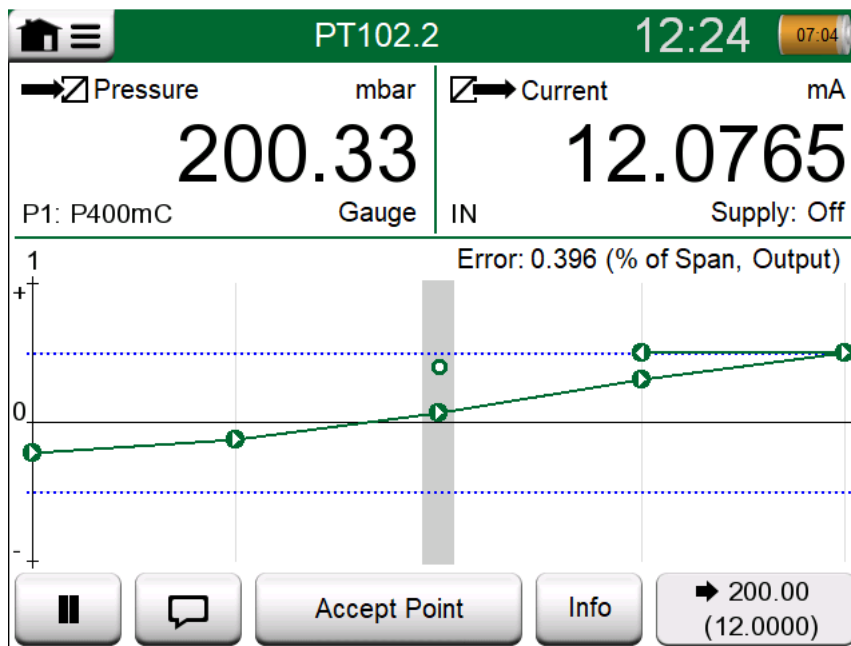 PT102.2
12:24
07:04
Pressure mbar
200.33
P1: P400mC Gauge
Current mA
12.0765
IN Supply: Off
Error: 0.396 (% of Span, Output)
1
+
0
-
Accept Point
Info
200.00
(12.0000)